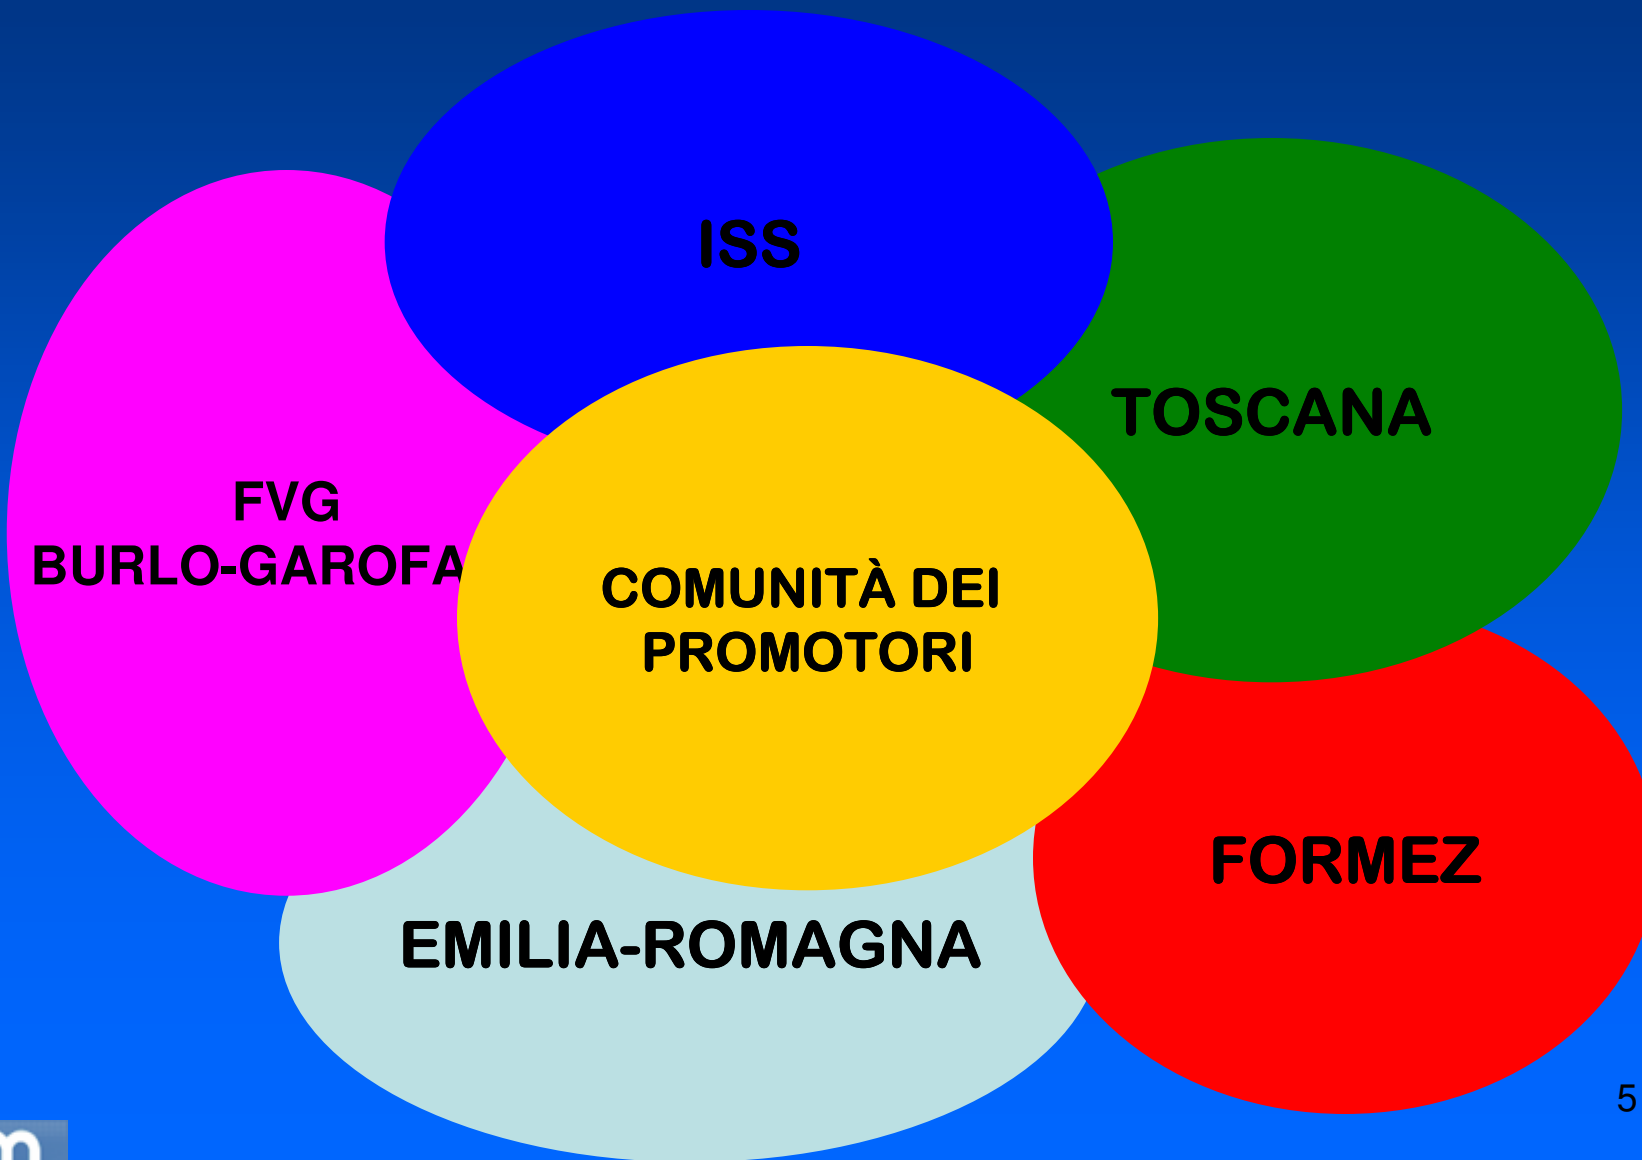 ISS
TOSCANA
FVG
BURLO-GAROFA
COMUNITÀ DEI
PROMOTORI
FORMEZ
EMILIA-ROMAGNA
5